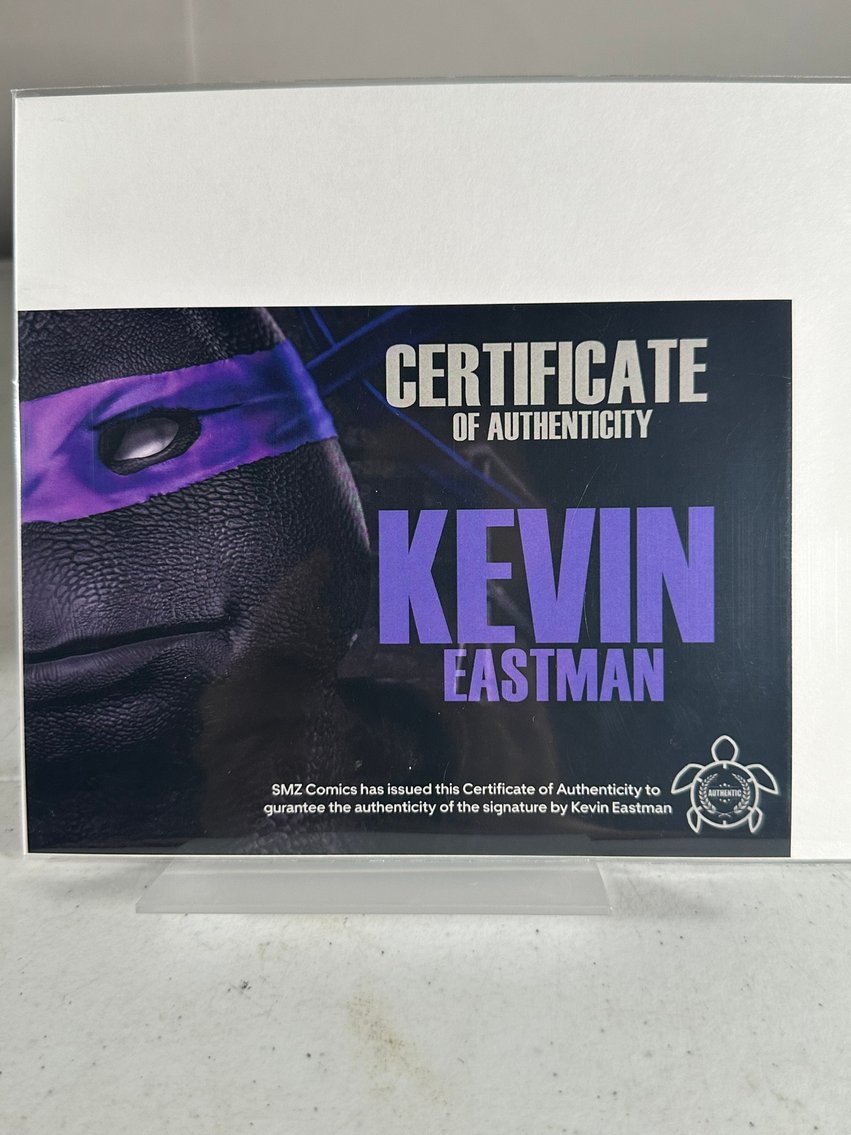 CERTIFICATE
OF AUTHENTICITY
KEVIN
EASTMAN
SMZ Comics has issued this Certificate of Authenticity to
gurantee the authenticity of the signature by Kevin Eastman
AUTHENTIC